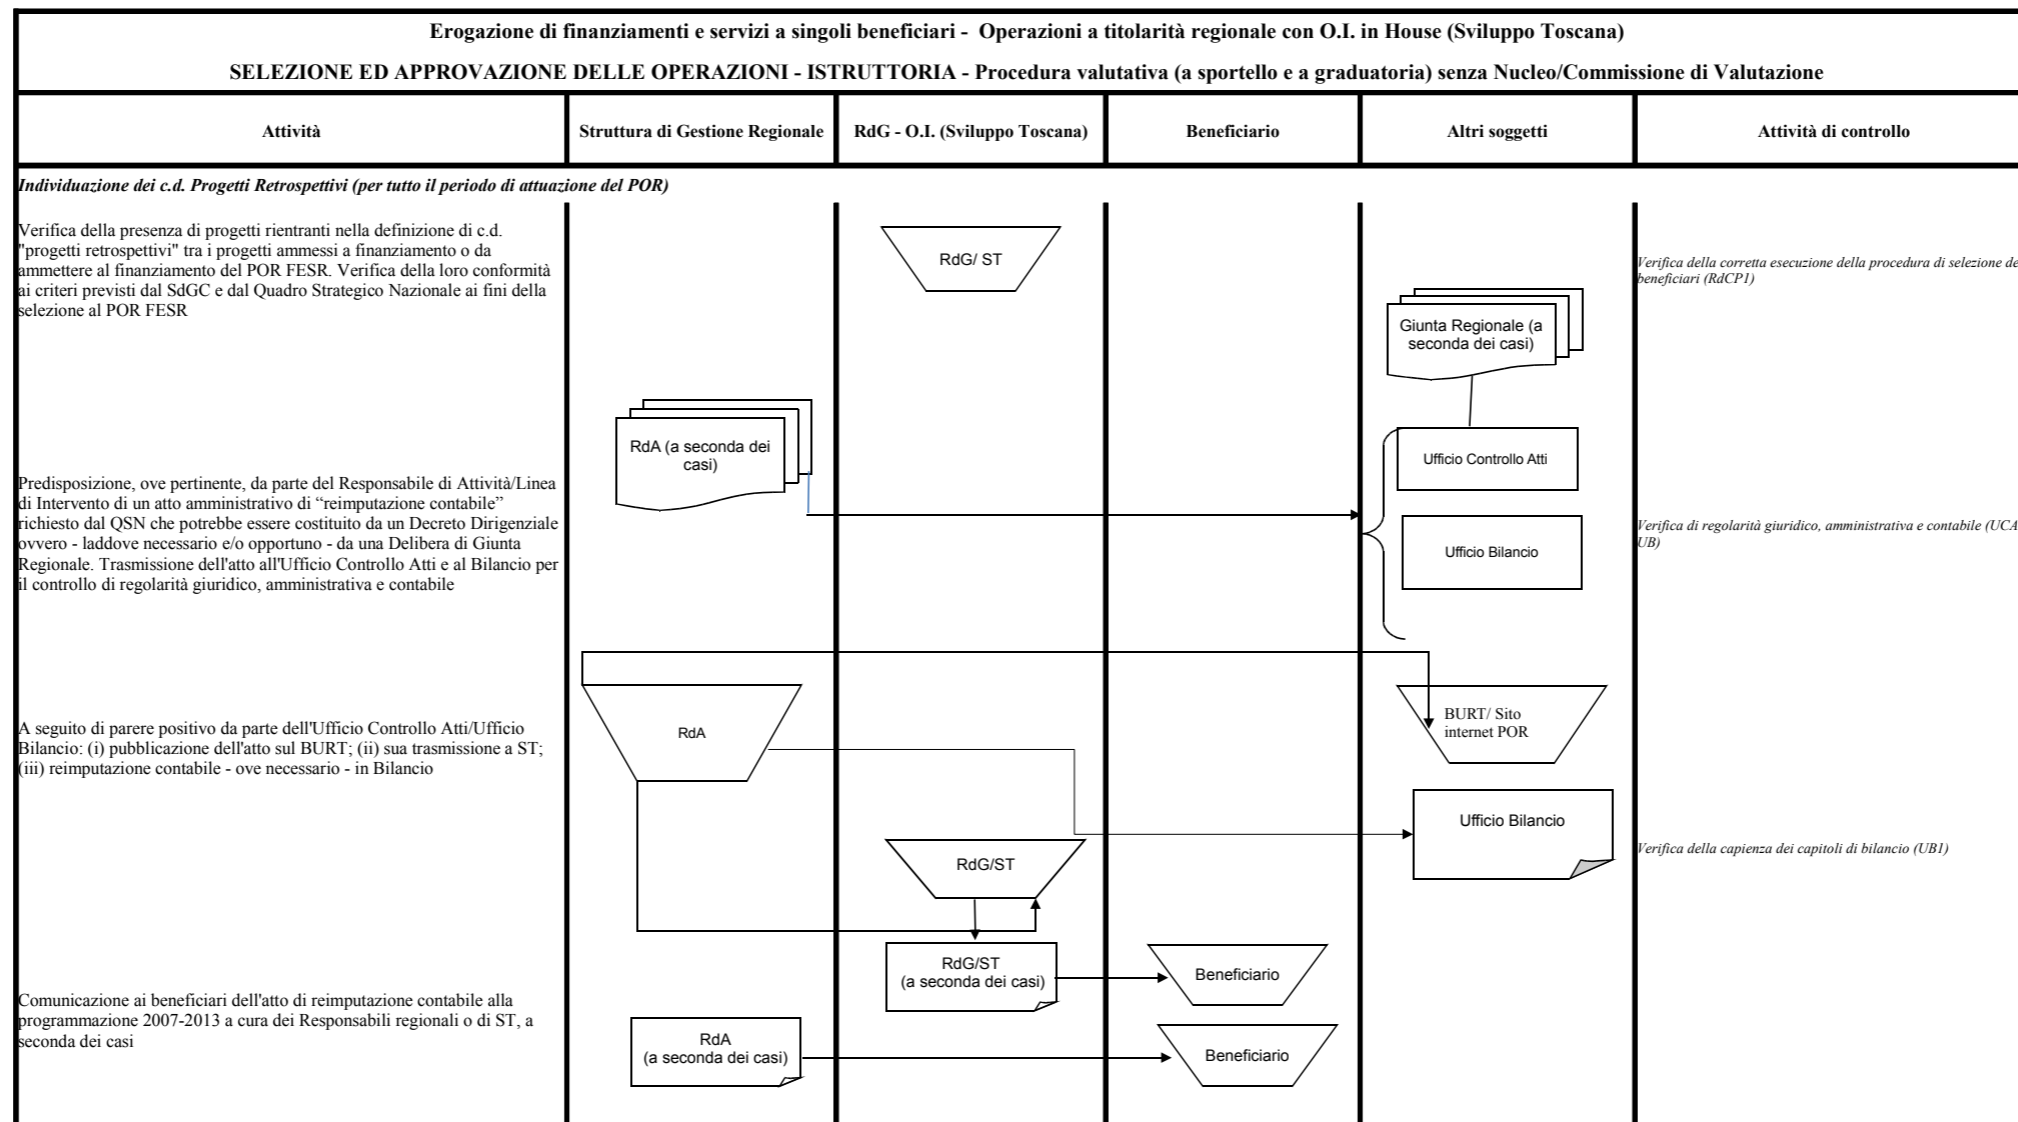 Erogazione di finanziamenti e servizi a singoli beneficiari - Operazioni a titolarità regionale con O.I. in House (Sviluppo Toscana)
SELEZIONE ED APPROVAZIONE DELLE OPERAZIONI - ISTRUTTORIA - Procedura valutativa (a sportello e a graduatoria) senza Nucleo/Commissione di Valutazione
Attività
Struttura di Gestione Regionale
RdG - O.I. (Sviluppo Toscana)
Beneficiario
Altri soggetti
Attività di controllo
Individuazione dei c.d. Progetti Retrospettivi (per tutto il periodo di attuazione del POR)
Verifica della presenza di progetti rientranti nella definizione di c.d.
"progetti retrospettivi" tra i progetti ammessi a finanziamento o da
ammettere al finanziamento del POR FESR. Verifica della loro conformità
ai criteri previsti dal SdGC e dal Quadro Strategico Nazionale ai fini della
selezione al POR FESR
RdG/ ST
Verifica della corretta esecuzione della procedura di selezione de
beneficiari (RdCP1)
Giunta Regionale (a
seconda dei casi)
RdA (a seconda dei
casi)
Ufficio Controllo Atti
Ufficio Bilancio
Predisposizione, ove pertinente, da parte del Responsabile di Attività/Linea
di Intervento di un atto amministrativo di “reimputazione contabile”
richiesto dal QSN che potrebbe essere costituito da un Decreto Dirigenziale
ovvero - laddove necessario e/o opportuno - da una Delibera di Giunta
Regionale. Trasmissione dell'atto all'Ufficio Controllo Atti e al Bilancio per
il controllo di regolarità giuridico, amministrativa e contabile
Verifica di regolarità giuridico, amministrativa e contabile (UCA
UB)
A seguito di parere positivo da parte dell'Ufficio Controllo Atti/Ufficio
Bilancio: (i) pubblicazione dell'atto sul BURT; (ii) sua trasmissione a ST;
(iii) reimputazione contabile - ove necessario - in Bilancio
RdA
BURT/ Sito
internet POR
Ufficio Bilancio
Verifica della capienza dei capitoli di bilancio (UB1)
RdG/ST
RdG/ST
(a seconda dei casi)
Beneficiario
Comunicazione ai beneficiari dell'atto di reimputazione contabile alla
programmazione 2007-2013 a cura dei Responsabili regionali o di ST, a
seconda dei casi
RdA
(a seconda dei casi)
Beneficiario